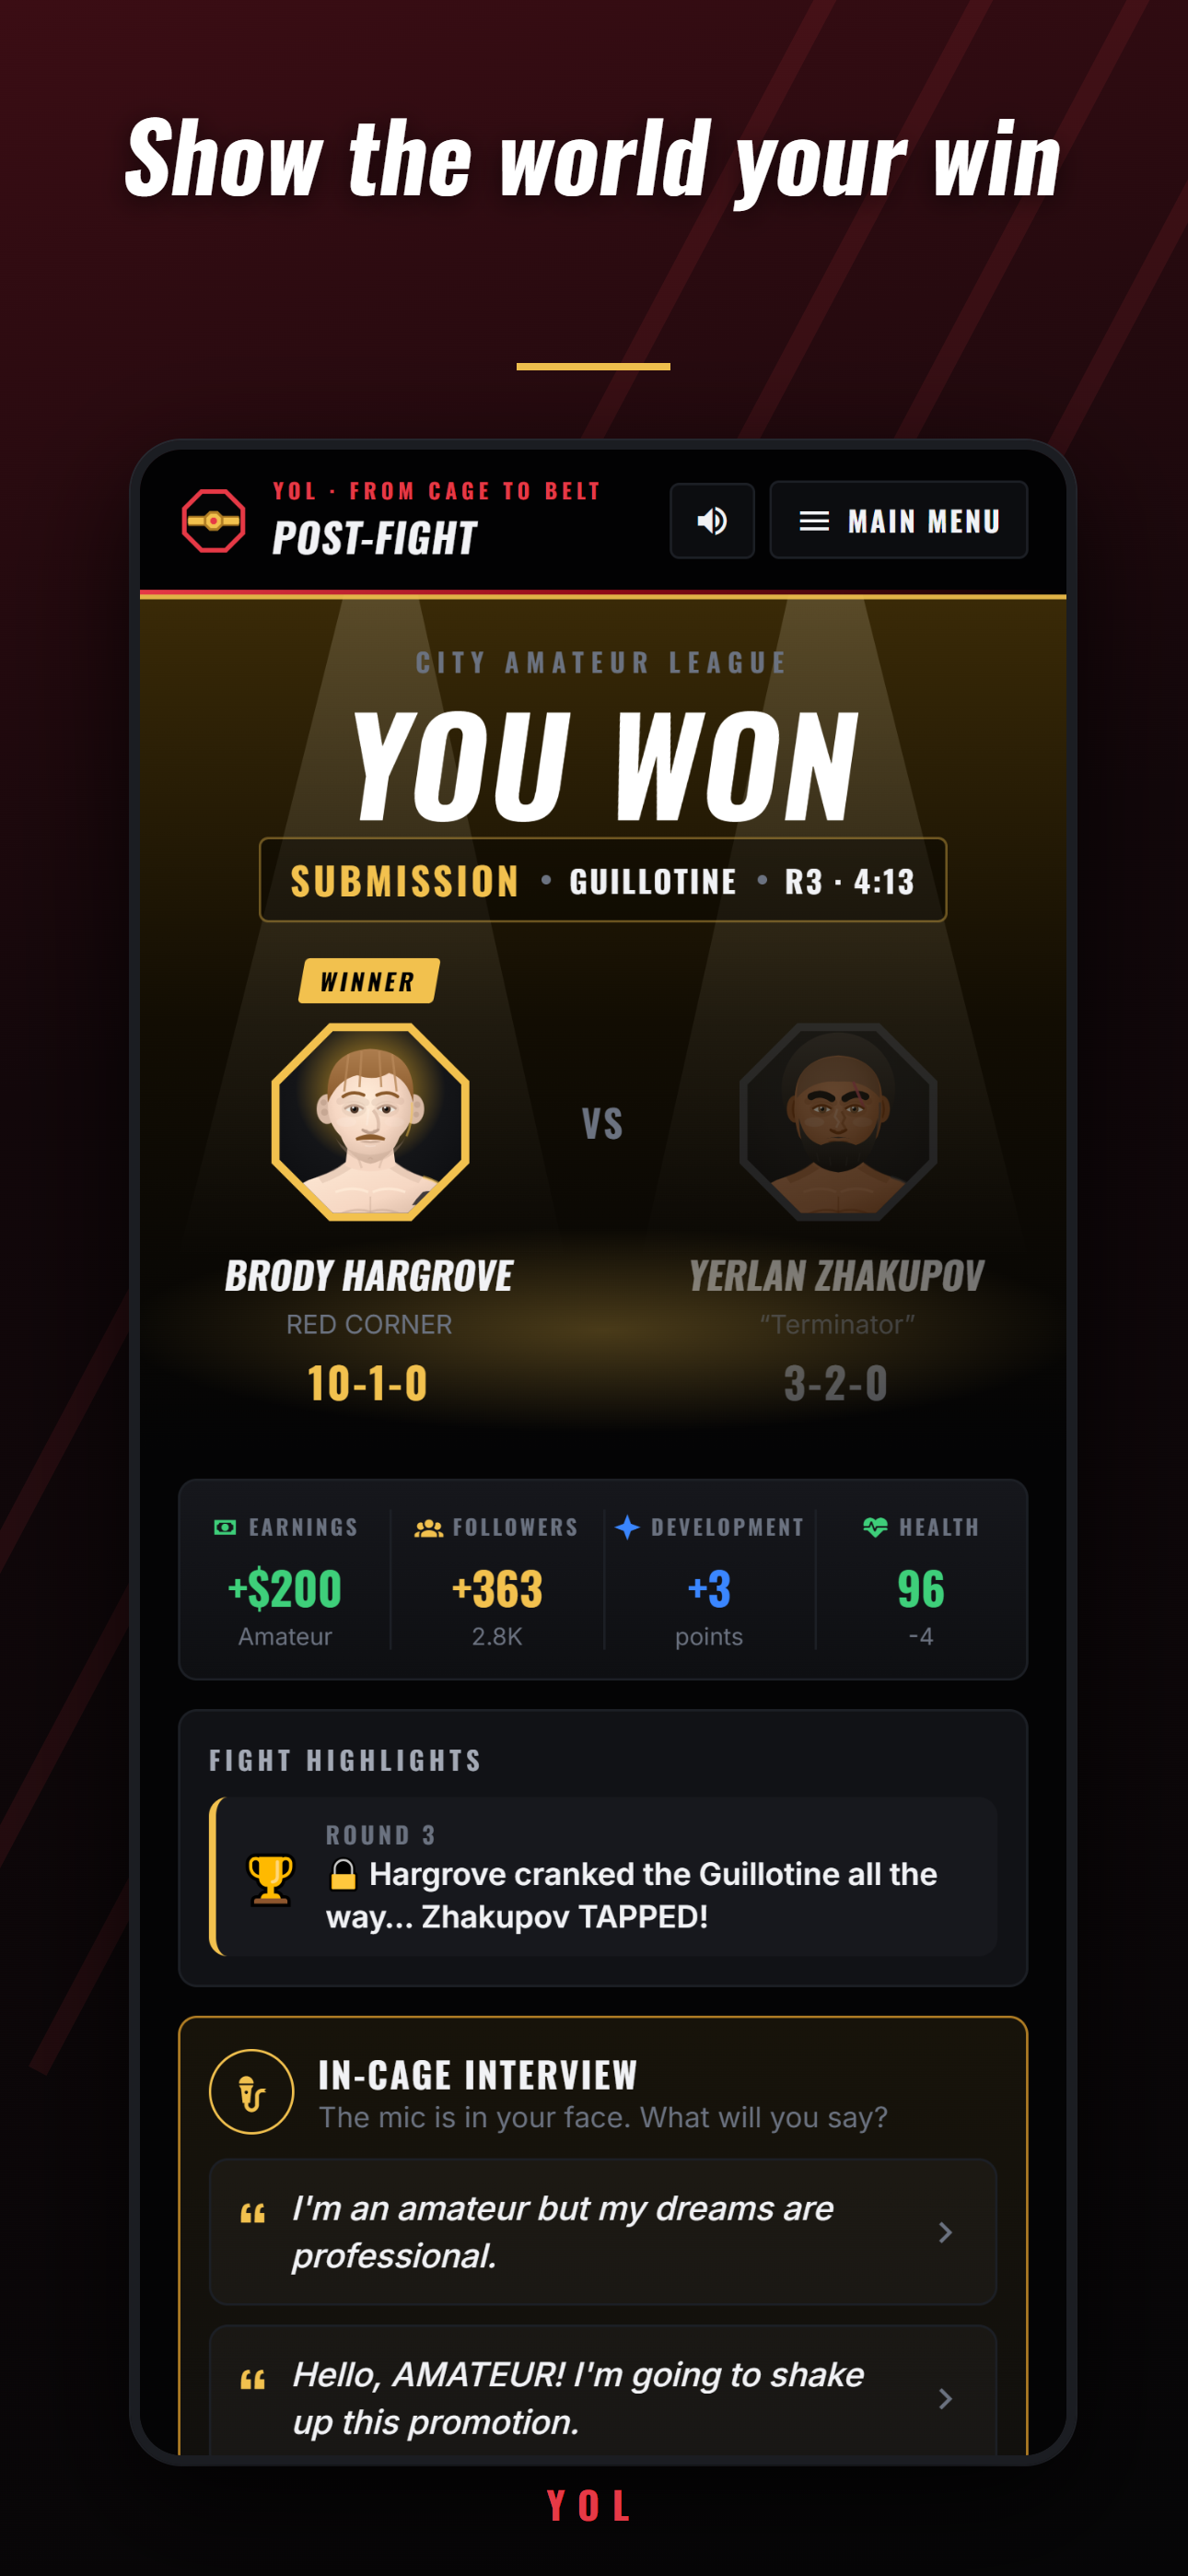 Show the world your win
YOL · FROM CAGE TO BELT
POST-FIGHT
MAIN MENU
CITY AMATEUR LEAGUE
YOU WON
SUBMISSION • GUILLOTINE • R3 · 4:13
WINNER
VS
BRODY HARGROVE
RED CORNER
10-1-0
YERLAN ZHAKUPOV
“Terminator”
3-2-0
EARNINGS
+$200
Amateur
FOLLOWERS
+363
2.8K
DEVELOPMENT
+3
points
HEALTH
96
-4
FIGHT HIGHLIGHTS
ROUND 3
🔒 Hargrove cranked the Guillotine all the
way... Zhakupov TAPPED!
IN-CAGE INTERVIEW
The mic is in your face. What will you say?
I'm an amateur but my dreams are
professional.
Hello, AMATEUR! I'm going to shake
up this promotion.
YOL